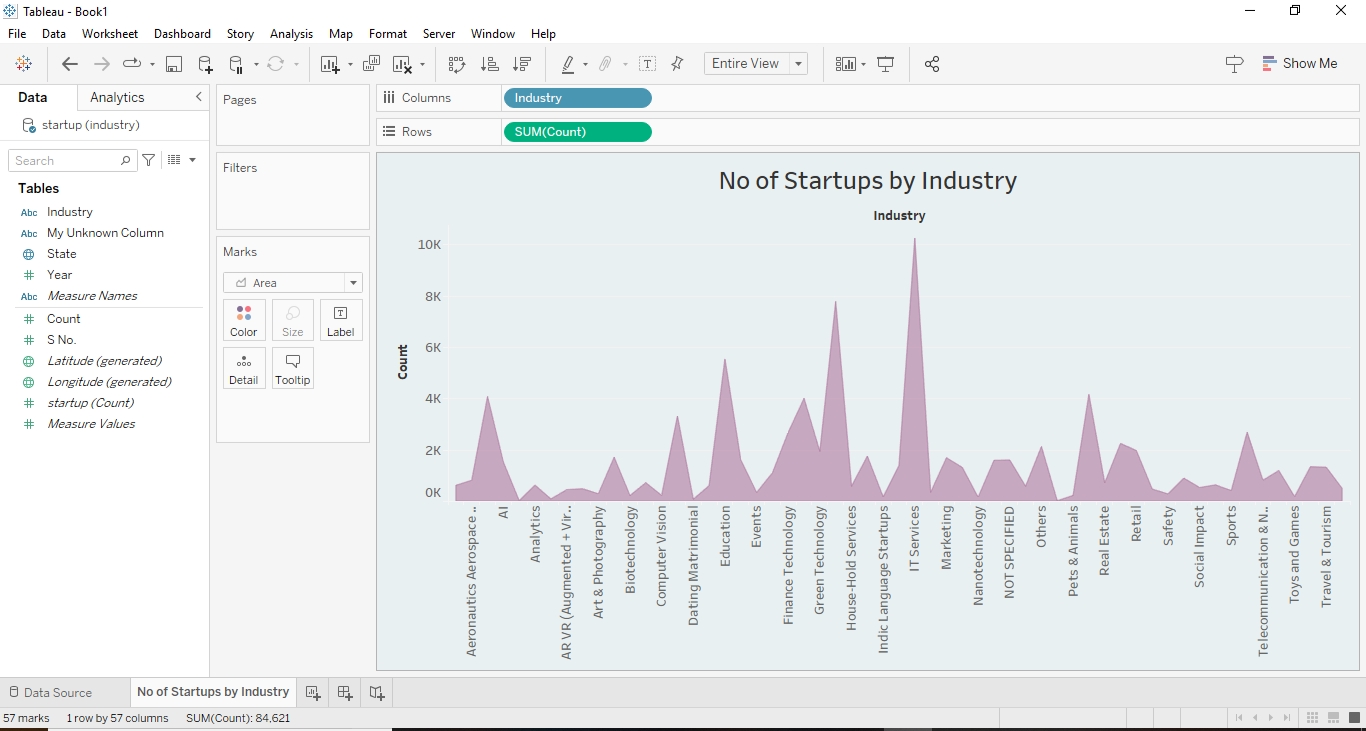 Tableau - Book1
File Data Worksheet Dashboard Story Analysis Map Format Server Window Help
Entire View
Show Me
Data Analytics
startup (industry)
Search
Tables
Abc Industry
Abc My Unknown Column
State
# Year
Abc Measure Names
# Count
# S No.
Latitude (generated)
Longitude (generated)
# startup (Count)
# Measure Values
Pages
Filters
Marks
Area
Color Size Label
Detail Tooltip
Columns Industry
Rows SUM(Count)
No of Startups by Industry
Industry
10K
8K
6K
4K
2K
0K
Count
Aeronautics Aerospace ..
AI
Analytics
AR VR (Augmented + Vir..
Art & Photography
Biotechnology
Computer Vision
Dating Matrimonial
Education
Events
Finance Technology
Green Technology
House-Hold Services
Indic Language Startups
IT Services
Marketing
Nanotechnology
NOT SPECIFIED
Others
Pets & Animals
Real Estate
Retail
Safety
Social Impact
Sports
Telecommunication & N..
Toys and Games
Travel & Tourism
Data Source No of Startups by Industry
57 marks 1 row by 57 columns SUM(Count): 84,621